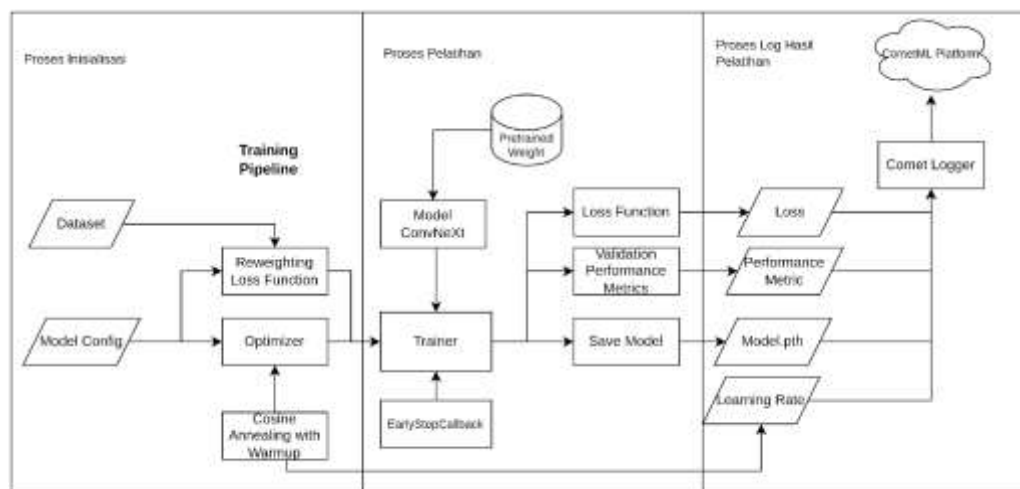 Proses Inisialisasi
Training
Pipeline
Dataset
Reweighting
Loss Function
Model Config
Optimizer
Cosine
Annealing with
Warmup
Proses Pelatihan
Pretrained
Weight
Model
ConvNeXt
Trainer
EarlyStopCallback
Loss Function
Validation
Performance
Metrics
Save Model
Proses Log Hasil
Pelatihan
CometML Platform
Comet Logger
Loss
Performance
Metric
Model.pth
Learning Rate